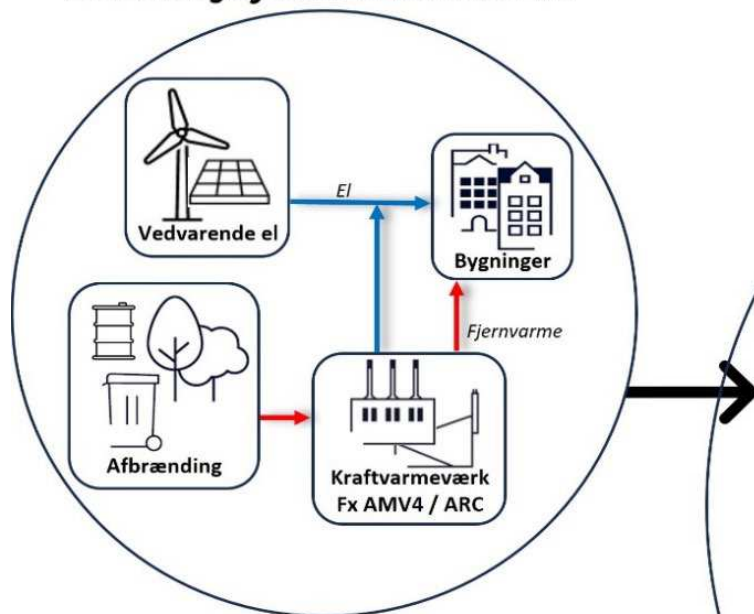 El
Vedvarende el
Bygninger
Fjernvarme
Afbrænding
Kraftvarmeværk
Fx AMV4 / ARC